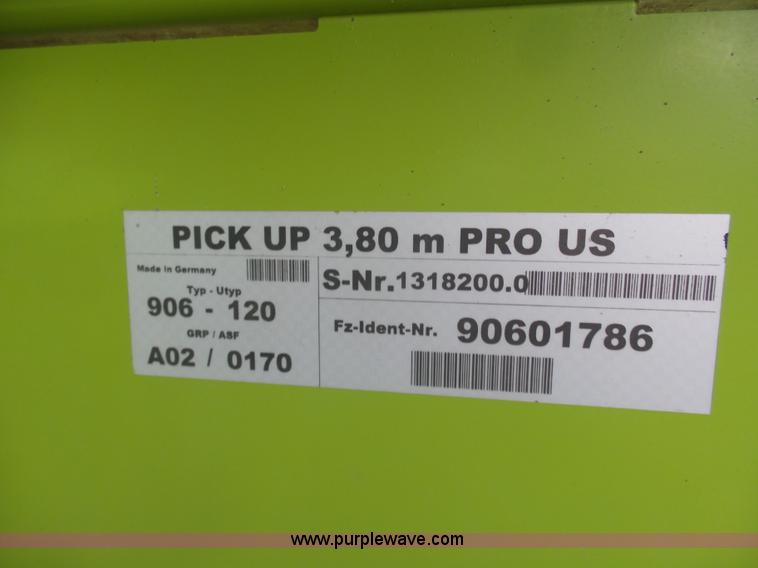 PICK UP 3,80 m PRO US
Made in Germany
Typ - Utyp
906 - 120
GRP / ASF
A02 / 0170
S-Nr.1318200.0
Fz-Ident-Nr. 90601786
www.purplewave.com